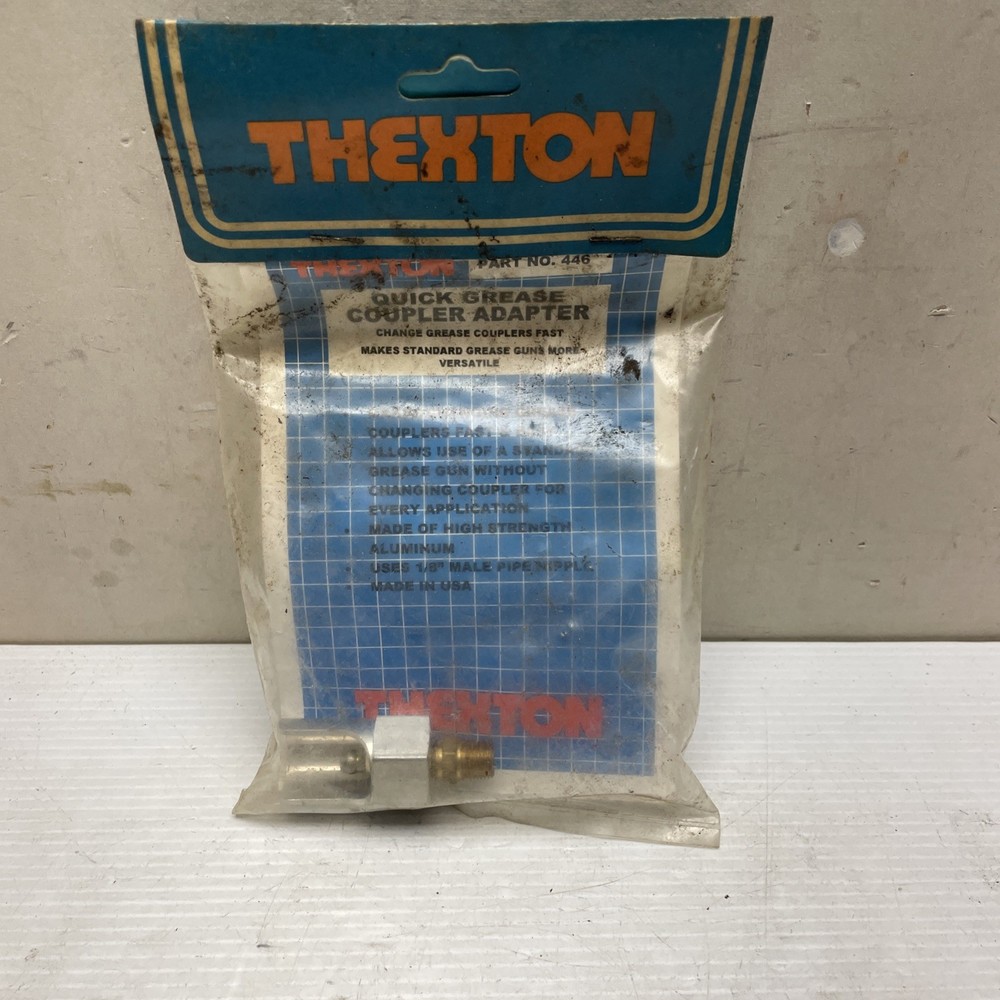 THEXTON
THEXTON PART NO. 446
QUICK GREASE
COUPLER ADAPTER
CHANGE GREASE COUPLERS FAST
MAKES STANDARD GREASE GUNS MORE
VERSATILE
COUPLERS FAST
ALLOWS USE OF A STANDARD
GREASE GUN WITHOUT
CHANGING COUPLER FOR
EVERY APPLICATION
• MADE OF HIGH STRENGTH
ALUMINUM
• USES 1/8" MALE PIPE NIPPLE
• MADE IN USA
THEXTON